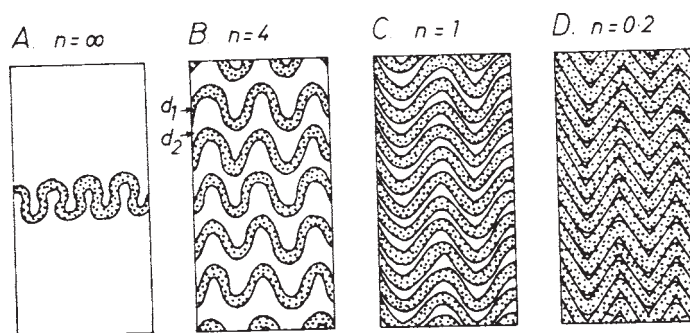 A. n=∞
B n=4
C. n=1
D. n=0·2
d₁
d₂